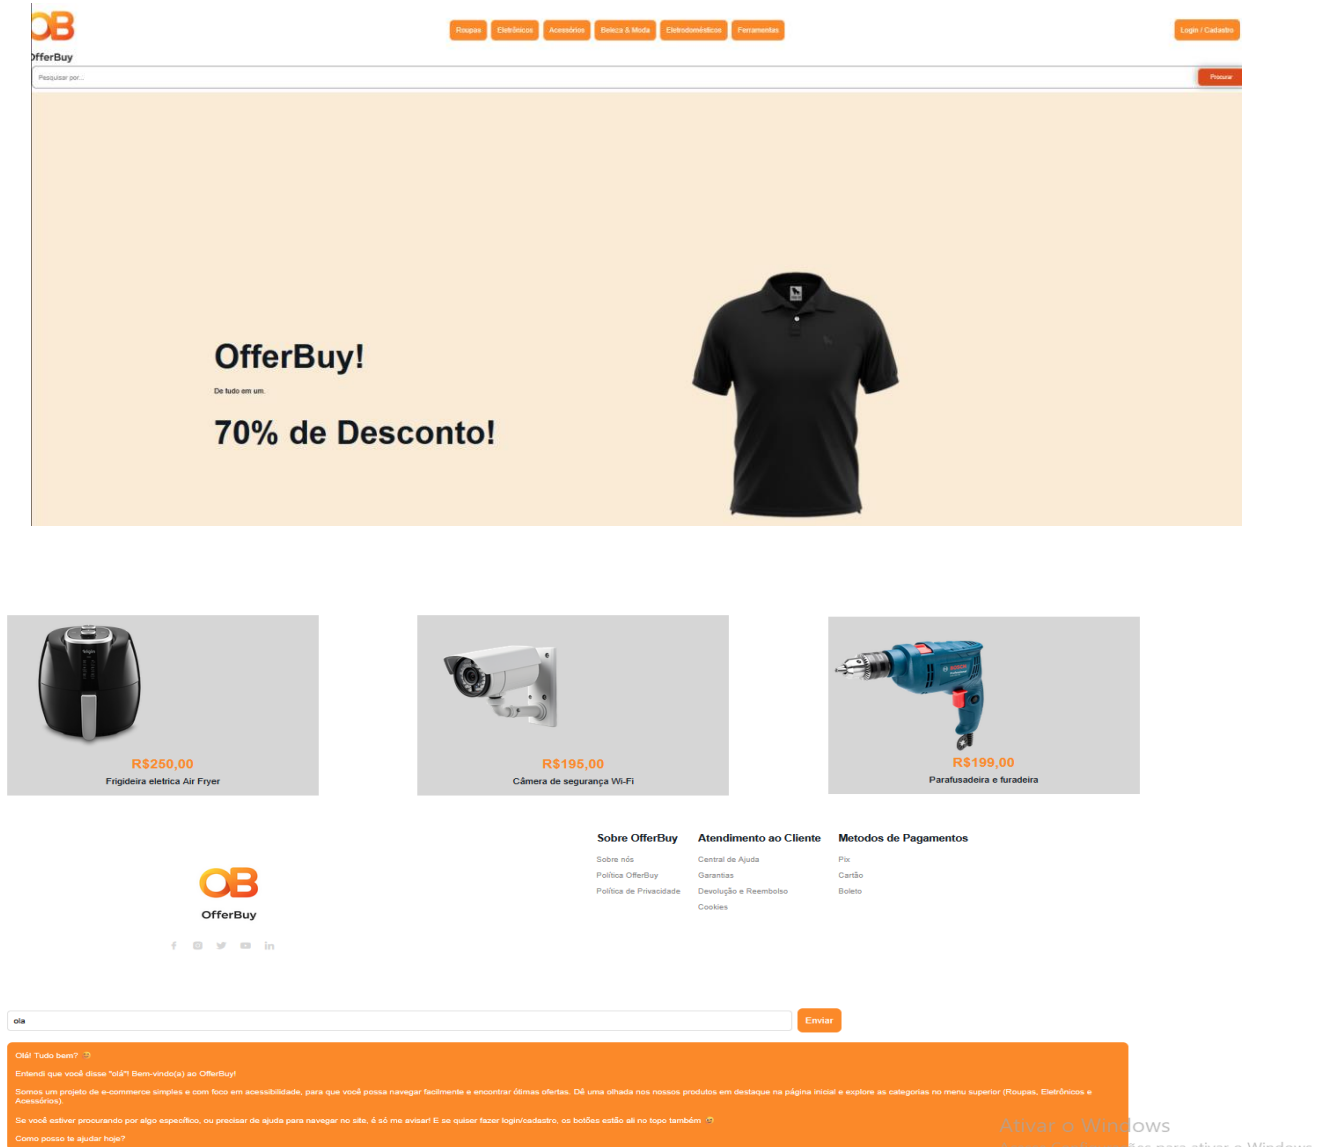 OB
OfferBuy
Roupas Eletrônicos Acessórios Beleza & Moda Eletrodomésticos Ferramentas
Login / Cadastro
Pesquisar por...
Procurar
OfferBuy!
De tudo em um.
70% de Desconto!
R$250,00
Frigideira eletrica Air Fryer
R$195,00
Câmera de segurança Wi-Fi
BOSCH
R$199,00
Parafusadeira e furadeira
OB
OfferBuy
Sobre OfferBuy
Sobre nós
Política OfferBuy
Política de Privacidade
Atendimento ao Cliente
Central de Ajuda
Garantias
Devolução e Reembolso
Cookies
Metodos de Pagamentos
Pix
Cartão
Boleto
ola
Enviar
Olá! Tudo bem?
Entendi que você disse "olá"! Bem-vindo(a) ao OfferBuy!
Somos um projeto de e-commerce simples e com foco em acessibilidade, para que você possa navegar facilmente e encontrar ótimas ofertas. Dê uma olhada nos nossos produtos em destaque na página inicial e explore as categorias no menu superior (Roupas, Eletrônicos e
Acessórios).
Se você estiver procurando por algo específico, ou precisar de ajuda para navegar no site, é só me avisar! E se quiser fazer login/cadastro, os botões estão ali no topo também
Como posso te ajudar hoje?
Ativar o Windows
para ativar o Windows